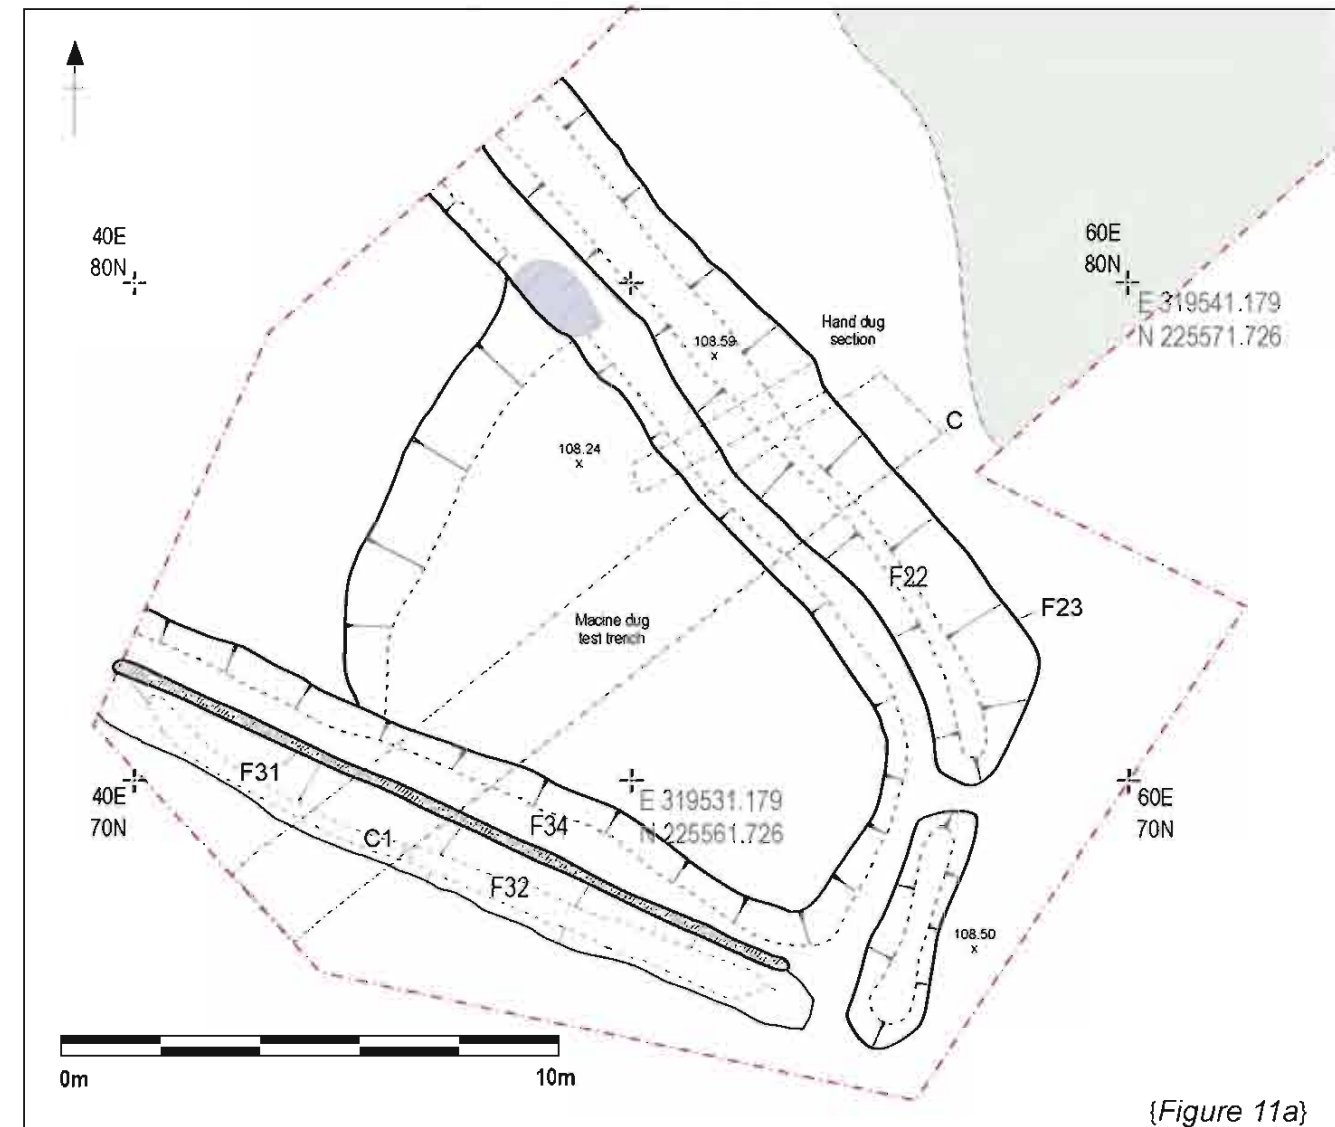 40E
80N
60E
80N
E 319541.179
N 225571.726
Hand dug
section
108.59
C
108.24
F22
F23
Macine dug
test trench
F31
40E
70N
E 319531.179
N 225561.726
60E
70N
F34
C1
F32
108.50
0m
10m
{Figure 11a}